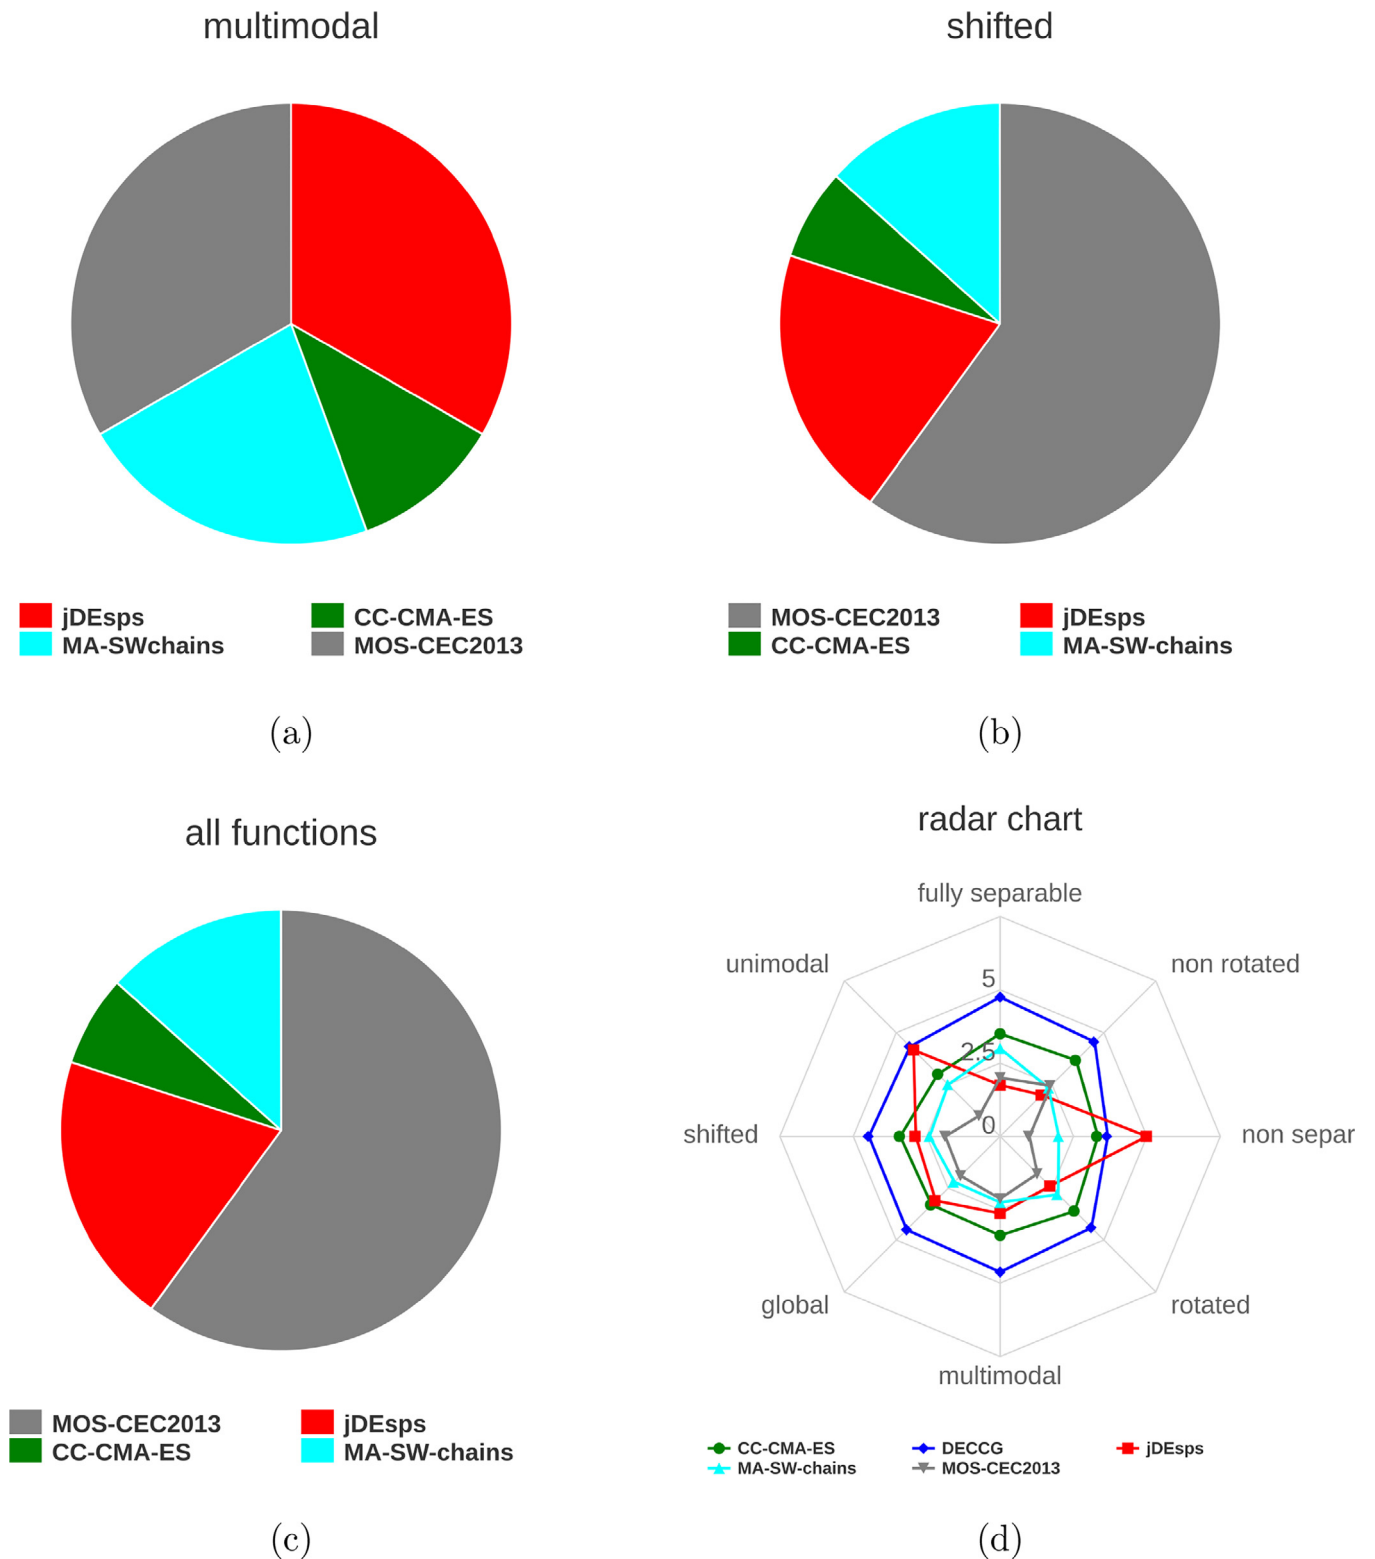 multimodal
shifted
jDEsps CC-CMA-ES
MA-SWchains MOS-CEC2013
MOS-CEC2013 jDEsps
CC-CMA-ES MA-SW-chains
(a)
(b)
all functions
radar chart
fully separable
unimodal
non rotated
5
2.5
0
shifted
non separ
global
rotated
multimodal
MOS-CEC2013 jDEsps
CC-CMA-ES MA-SW-chains
CC-CMA-ES DECCG jDEsps
MA-SW-chains MOS-CEC2013
(c)
(d)